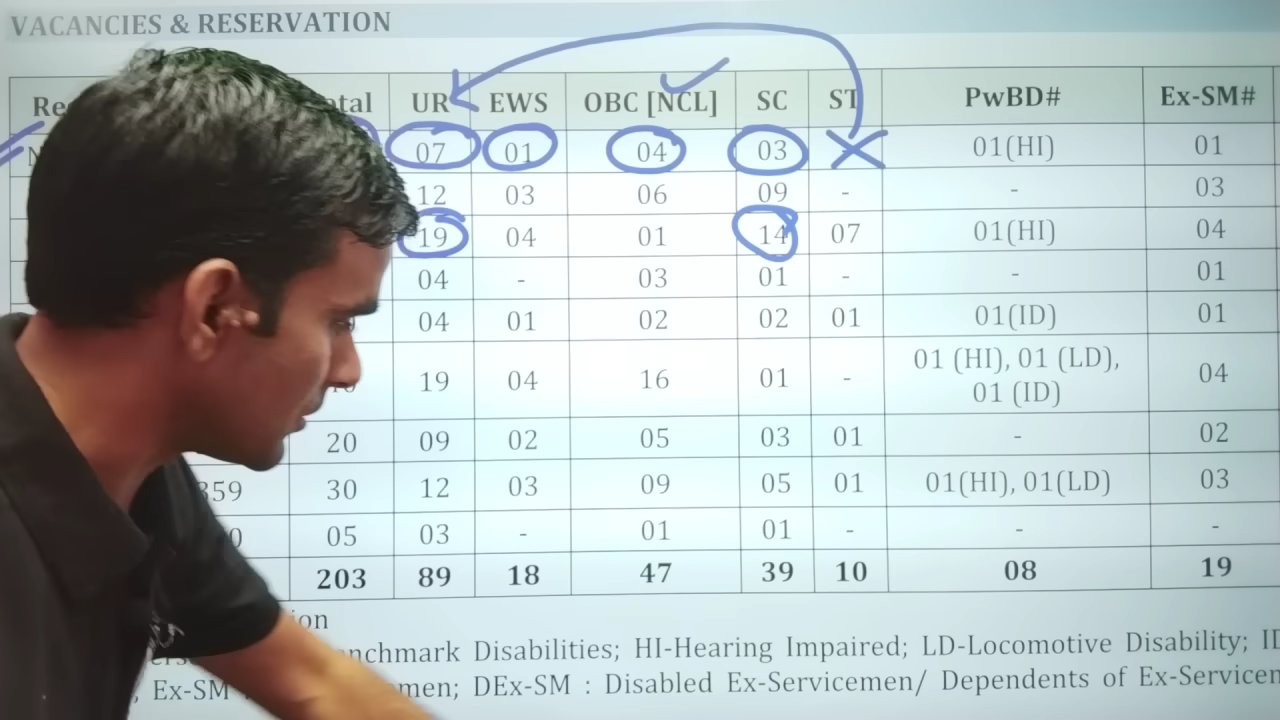 VACANCIES & RESERVATION
UR EWS OBC [NCL] SC ST PwBD# Ex-SM#
07 01 04 03 01(HI) 01
12 03 06 09 - - 03
19 04 01 14 07 01(HI) 04
04 - 03 01 - - 01
04 01 02 02 01 01(ID) 01
19 04 16 01 - 01 (HI), 01 (LD), 01 (ID) 04
20 09 02 05 03 01 - 02
359 30 12 03 09 05 01 01(HI), 01(LD) 03
05 03 - 01 01 - - -
203 89 18 47 39 10 08 19
Disabilities; HI-Hearing Impaired; LD-Locomotive Disability;
Ex-SM DEx-SM : Disabled Ex-Servicemen/ Dependents of